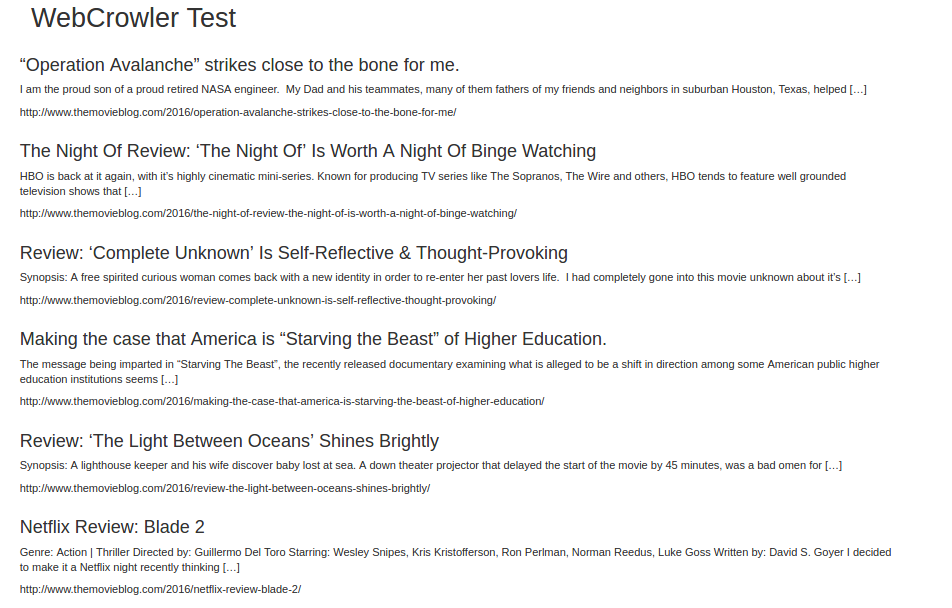 WebCrowler Test
“Operation Avalanche” strikes close to the bone for me.
I am the proud son of a proud retired NASA engineer.  My Dad and his teammates, many of them fathers of my friends and neighbors in suburban Houston, Texas, helped […]
http://www.themovieblog.com/2016/operation-avalanche-strikes-close-to-the-bone-for-me/
The Night Of Review: ‘The Night Of’ Is Worth A Night Of Binge Watching
HBO is back at it again, with it’s highly cinematic mini-series. Known for producing TV series like The Sopranos, The Wire and others, HBO tends to feature well grounded
television shows that […]
http://www.themovieblog.com/2016/the-night-of-review-the-night-of-is-worth-a-night-of-binge-watching/
Review: ‘Complete Unknown’ Is Self-Reflective & Thought-Provoking
Synopsis: A free spirited curious woman comes back with a new identity in order to re-enter her past lovers life.  I had completely gone into this movie unknown about it’s […]
http://www.themovieblog.com/2016/review-complete-unknown-is-self-reflective-thought-provoking/
Making the case that America is “Starving the Beast” of Higher Education.
The message being imparted in “Starving The Beast”, the recently released documentary examining what is alleged to be a shift in direction among some American public higher
education institutions seems […]
http://www.themovieblog.com/2016/making-the-case-that-america-is-starving-the-beast-of-higher-education/
Review: ‘The Light Between Oceans’ Shines Brightly
Synopsis: A lighthouse keeper and his wife discover baby lost at sea. A down theater projector that delayed the start of the movie by 45 minutes, was a bad omen for […]
http://www.themovieblog.com/2016/review-the-light-between-oceans-shines-brightly/
Netflix Review: Blade 2
Genre: Action | Thriller Directed by: Guillermo Del Toro Starring: Wesley Snipes, Kris Kristofferson, Ron Perlman, Norman Reedus, Luke Goss Written by: David S. Goyer I decided
to make it a Netflix night recently thinking […]
http://www.themovieblog.com/2016/netflix-review-blade-2/